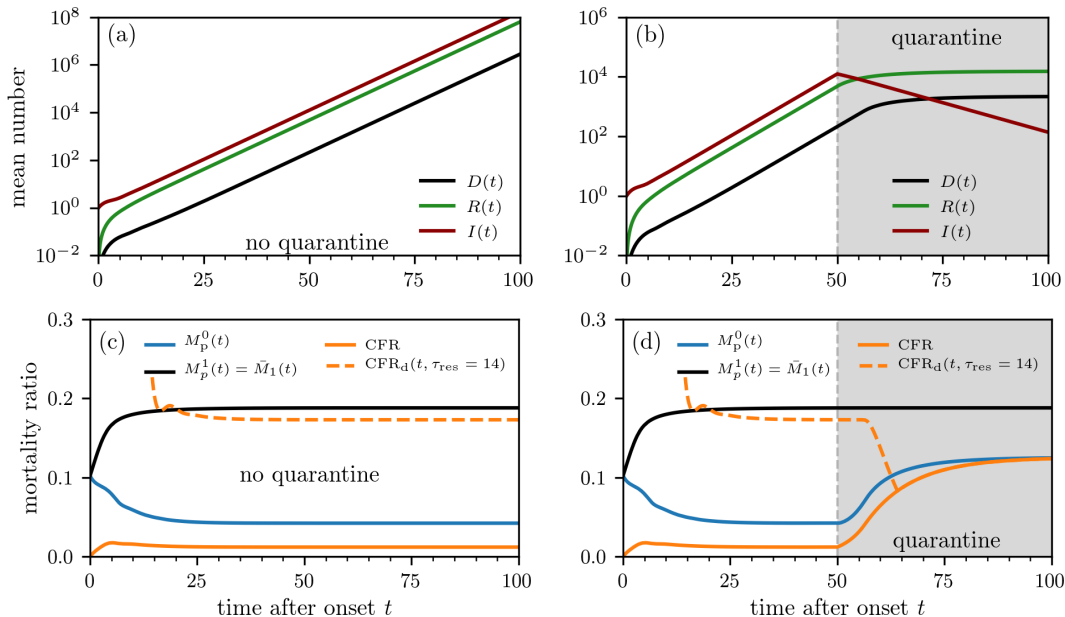 (a)
10^8
10^6
10^4
10^2
10^0
10^−2
mean number
D(t)
R(t)
I(t)
no quarantine
0
25
50
75
100
(b)
quarantine
10^6
10^4
10^2
10^0
10^−2
D(t)
R(t)
I(t)
0
25
50
75
100
(c)
0.3
0.2
0.1
0.0
mortality ratio
M_p^0(t)
M_p^1(t) = M̄_1(t)
CFR
CFR_d(t, τ_res = 14)
no quarantine
0
25
50
75
100
time after onset t
(d)
0.3
0.2
0.1
0.0
M_p^0(t)
M_p^1(t) = M̄_1(t)
CFR
CFR_d(t, τ_res = 14)
quarantine
0
25
50
75
100
time after onset t